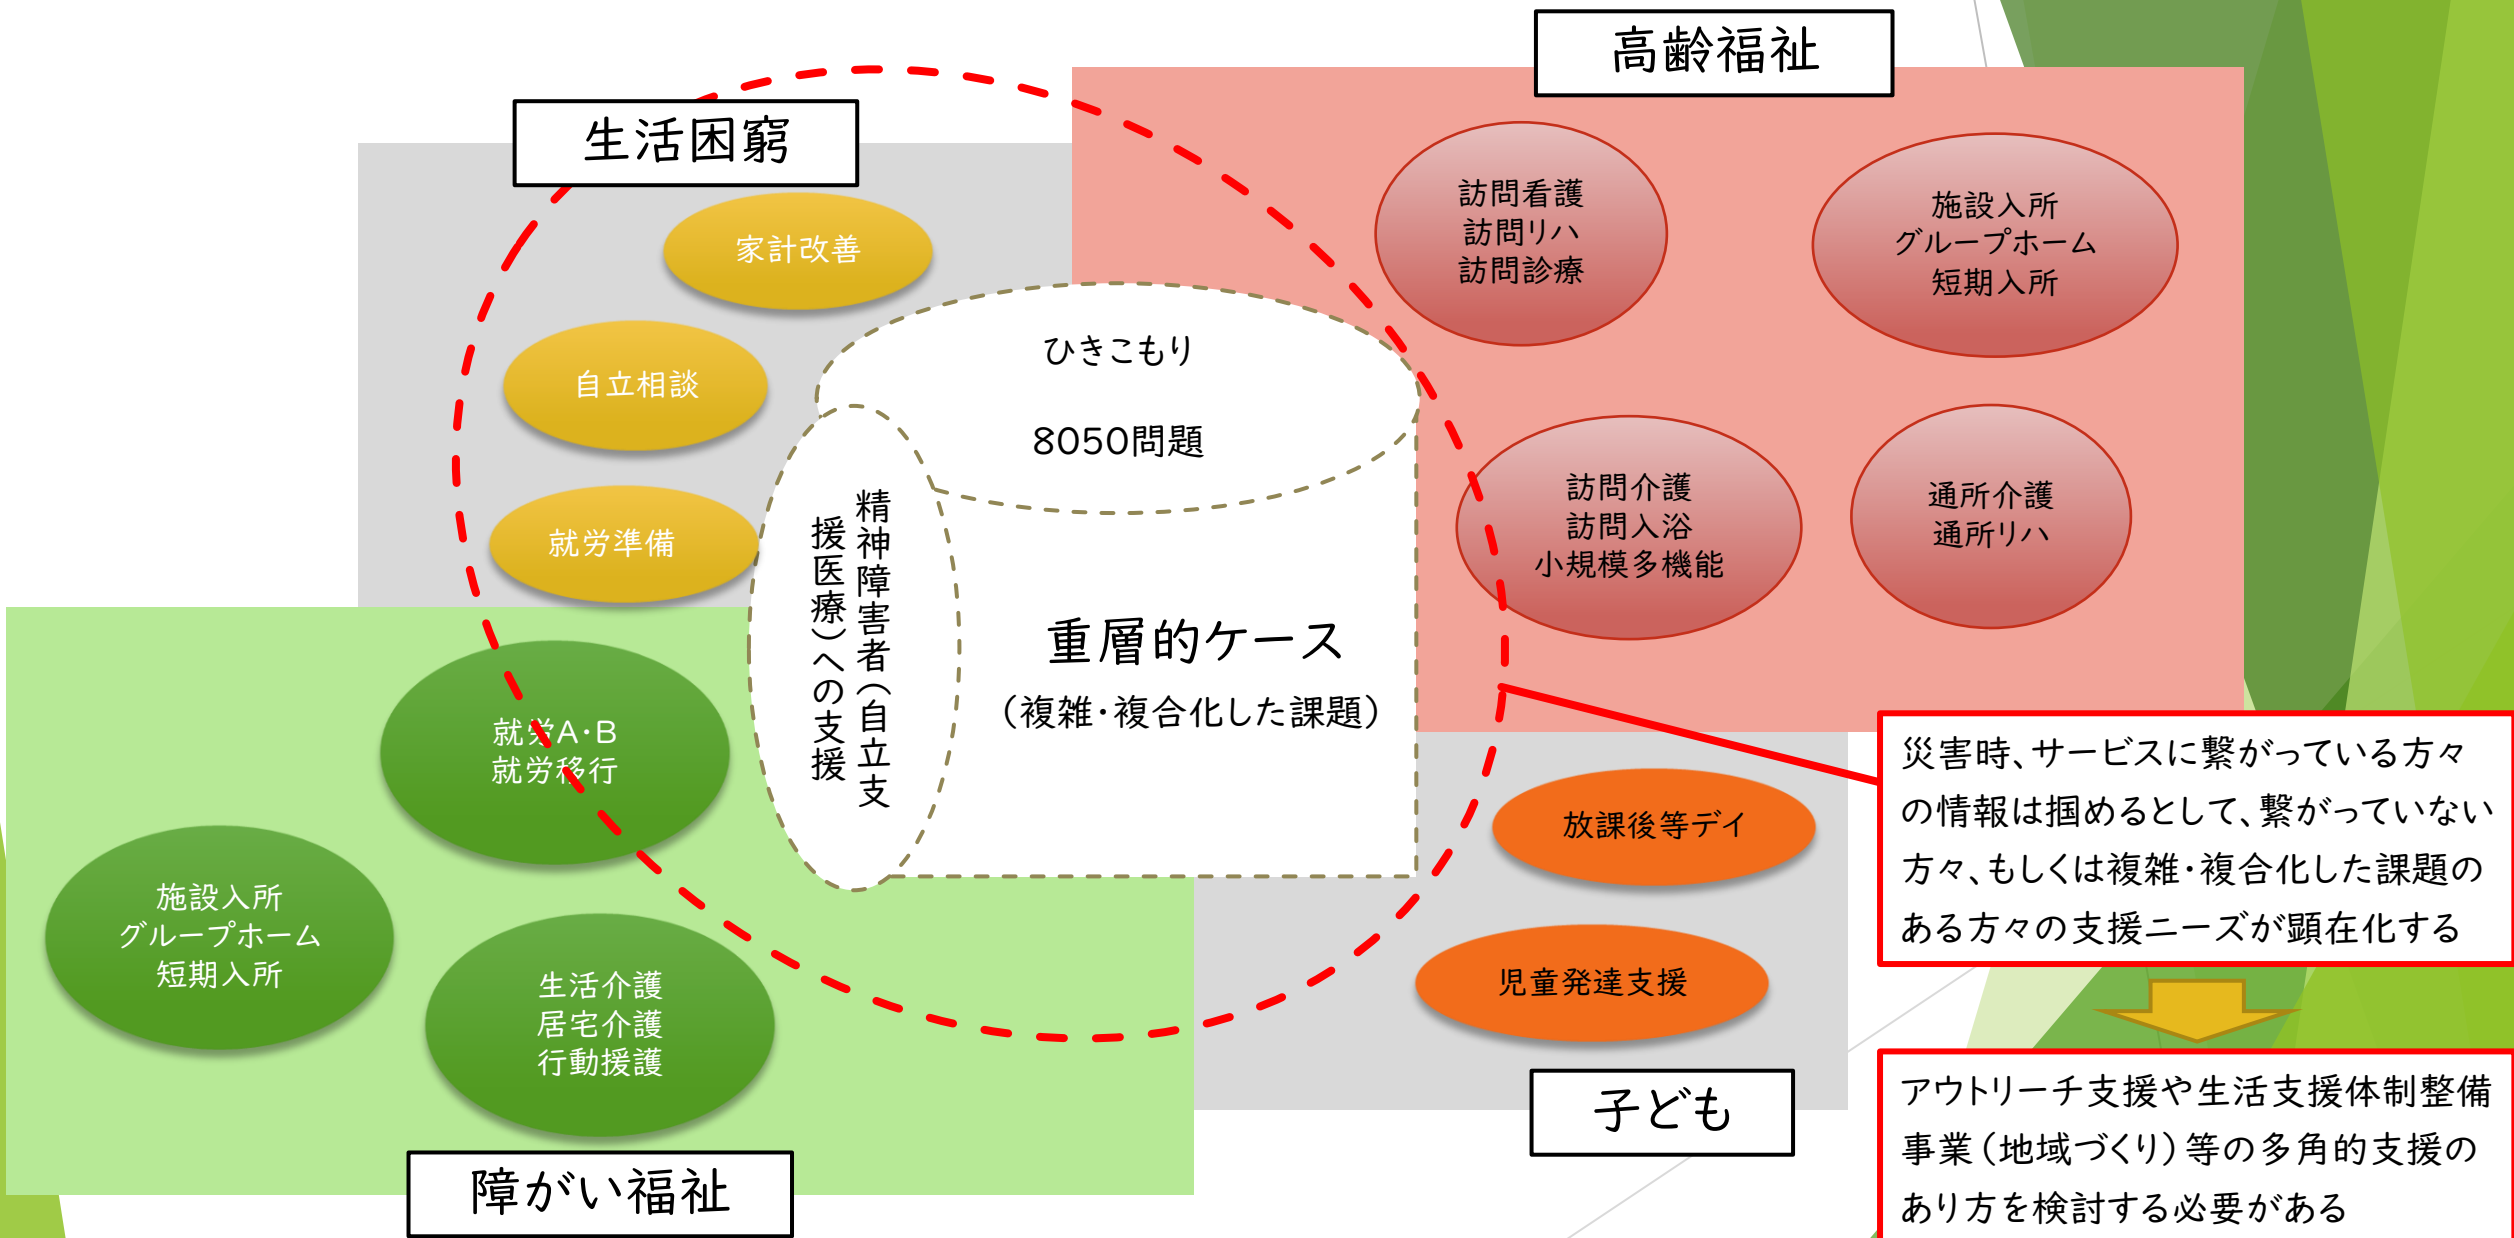 高齢福祉
生活困窮
訪問看護
訪問リハ
訪問診療
施設入所
グループホーム
短期入所
家計改善
ひきこもり
自立相談
8050問題
訪問介護
訪問入浴
小規模多機能
通所介護
通所リハ
就労準備
精神障害者（自立支
援医療）への支援
重層的ケース
（複雑・複合化した課題）
就労A・B
就労移行
災害時、サービスに繋がっている方々
の情報は掴めるとして、繋がっていない
方々、もしくは複雑・複合化した課題の
ある方々の支援ニーズが顕在化する
放課後等デイ
施設入所
グループホーム
短期入所
児童発達支援
生活介護
居宅介護
行動援護
アウトリーチ支援や生活支援体制整備
事業（地域づくり）等の多角的支援の
あり方を検討する必要がある
子ども
障がい福祉